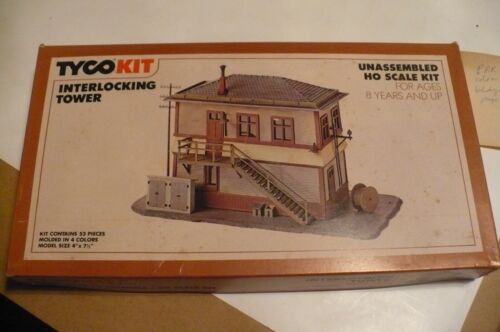 TYCO KIT
INTERLOCKING
TOWER
UNASSEMBLED
HO SCALE KIT
FOR AGES
8 YEARS AND UP
KIT CONTAINS 53 PIECES
MOLDED IN 4 COLORS
MODEL SIZE 4" x 7½"